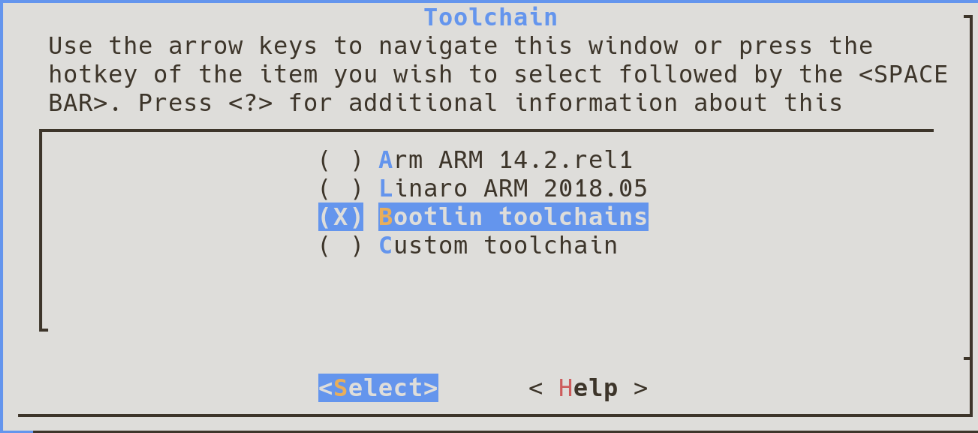 Toolchain
Use the arrow keys to navigate this window or press the
hotkey of the item you wish to select followed by the <SPACE
BAR>. Press <?> for additional information about this
( ) Arm ARM 14.2.rel1
( ) Linaro ARM 2018.05
(X) Bootlin toolchains
( ) Custom toolchain
<Select> < Help >